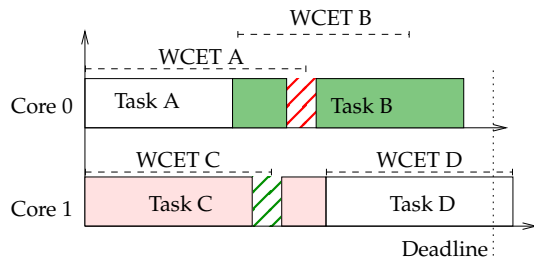 WCET B
WCET A
Core 0
Task A
Task B
WCET C
WCET D
Core 1
Task C
Task D
Deadline